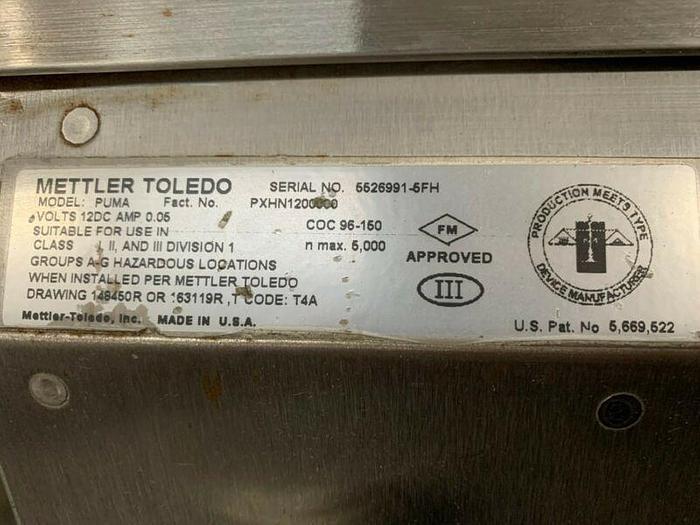 METTLER TOLEDO SERIAL NO. 5526991-5FH
MODEL: PUMA Fact. No. PXHN1200000
VOLTS 12DC AMP 0.05
SUITABLE FOR USE IN COC 96-150
CLASS I, II, AND III DIVISION 1 n max. 5,000
GROUPS A-G HAZARDOUS LOCATIONS
WHEN INSTALLED PER METTLER TOLEDO
DRAWING 148450R OR 163119R, T CODE: T4A
Mettler-Toledo, Inc. MADE IN U.S.A.
FM
APPROVED
III
PRODUCTION MEETS TYPE
DEVICE MANUFACTURER
U.S. Pat. No 5,669,522